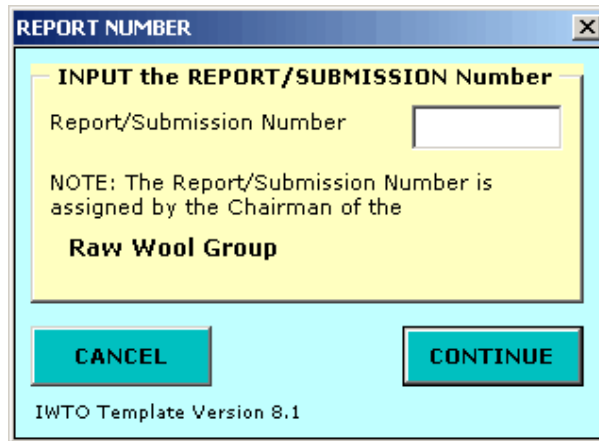 REPORT NUMBER
INPUT the REPORT/SUBMISSION Number
Report/Submission Number
NOTE: The Report/Submission Number is
assigned by the Chairman of the
Raw Wool Group
CANCEL
CONTINUE
IWTO Template Version 8.1